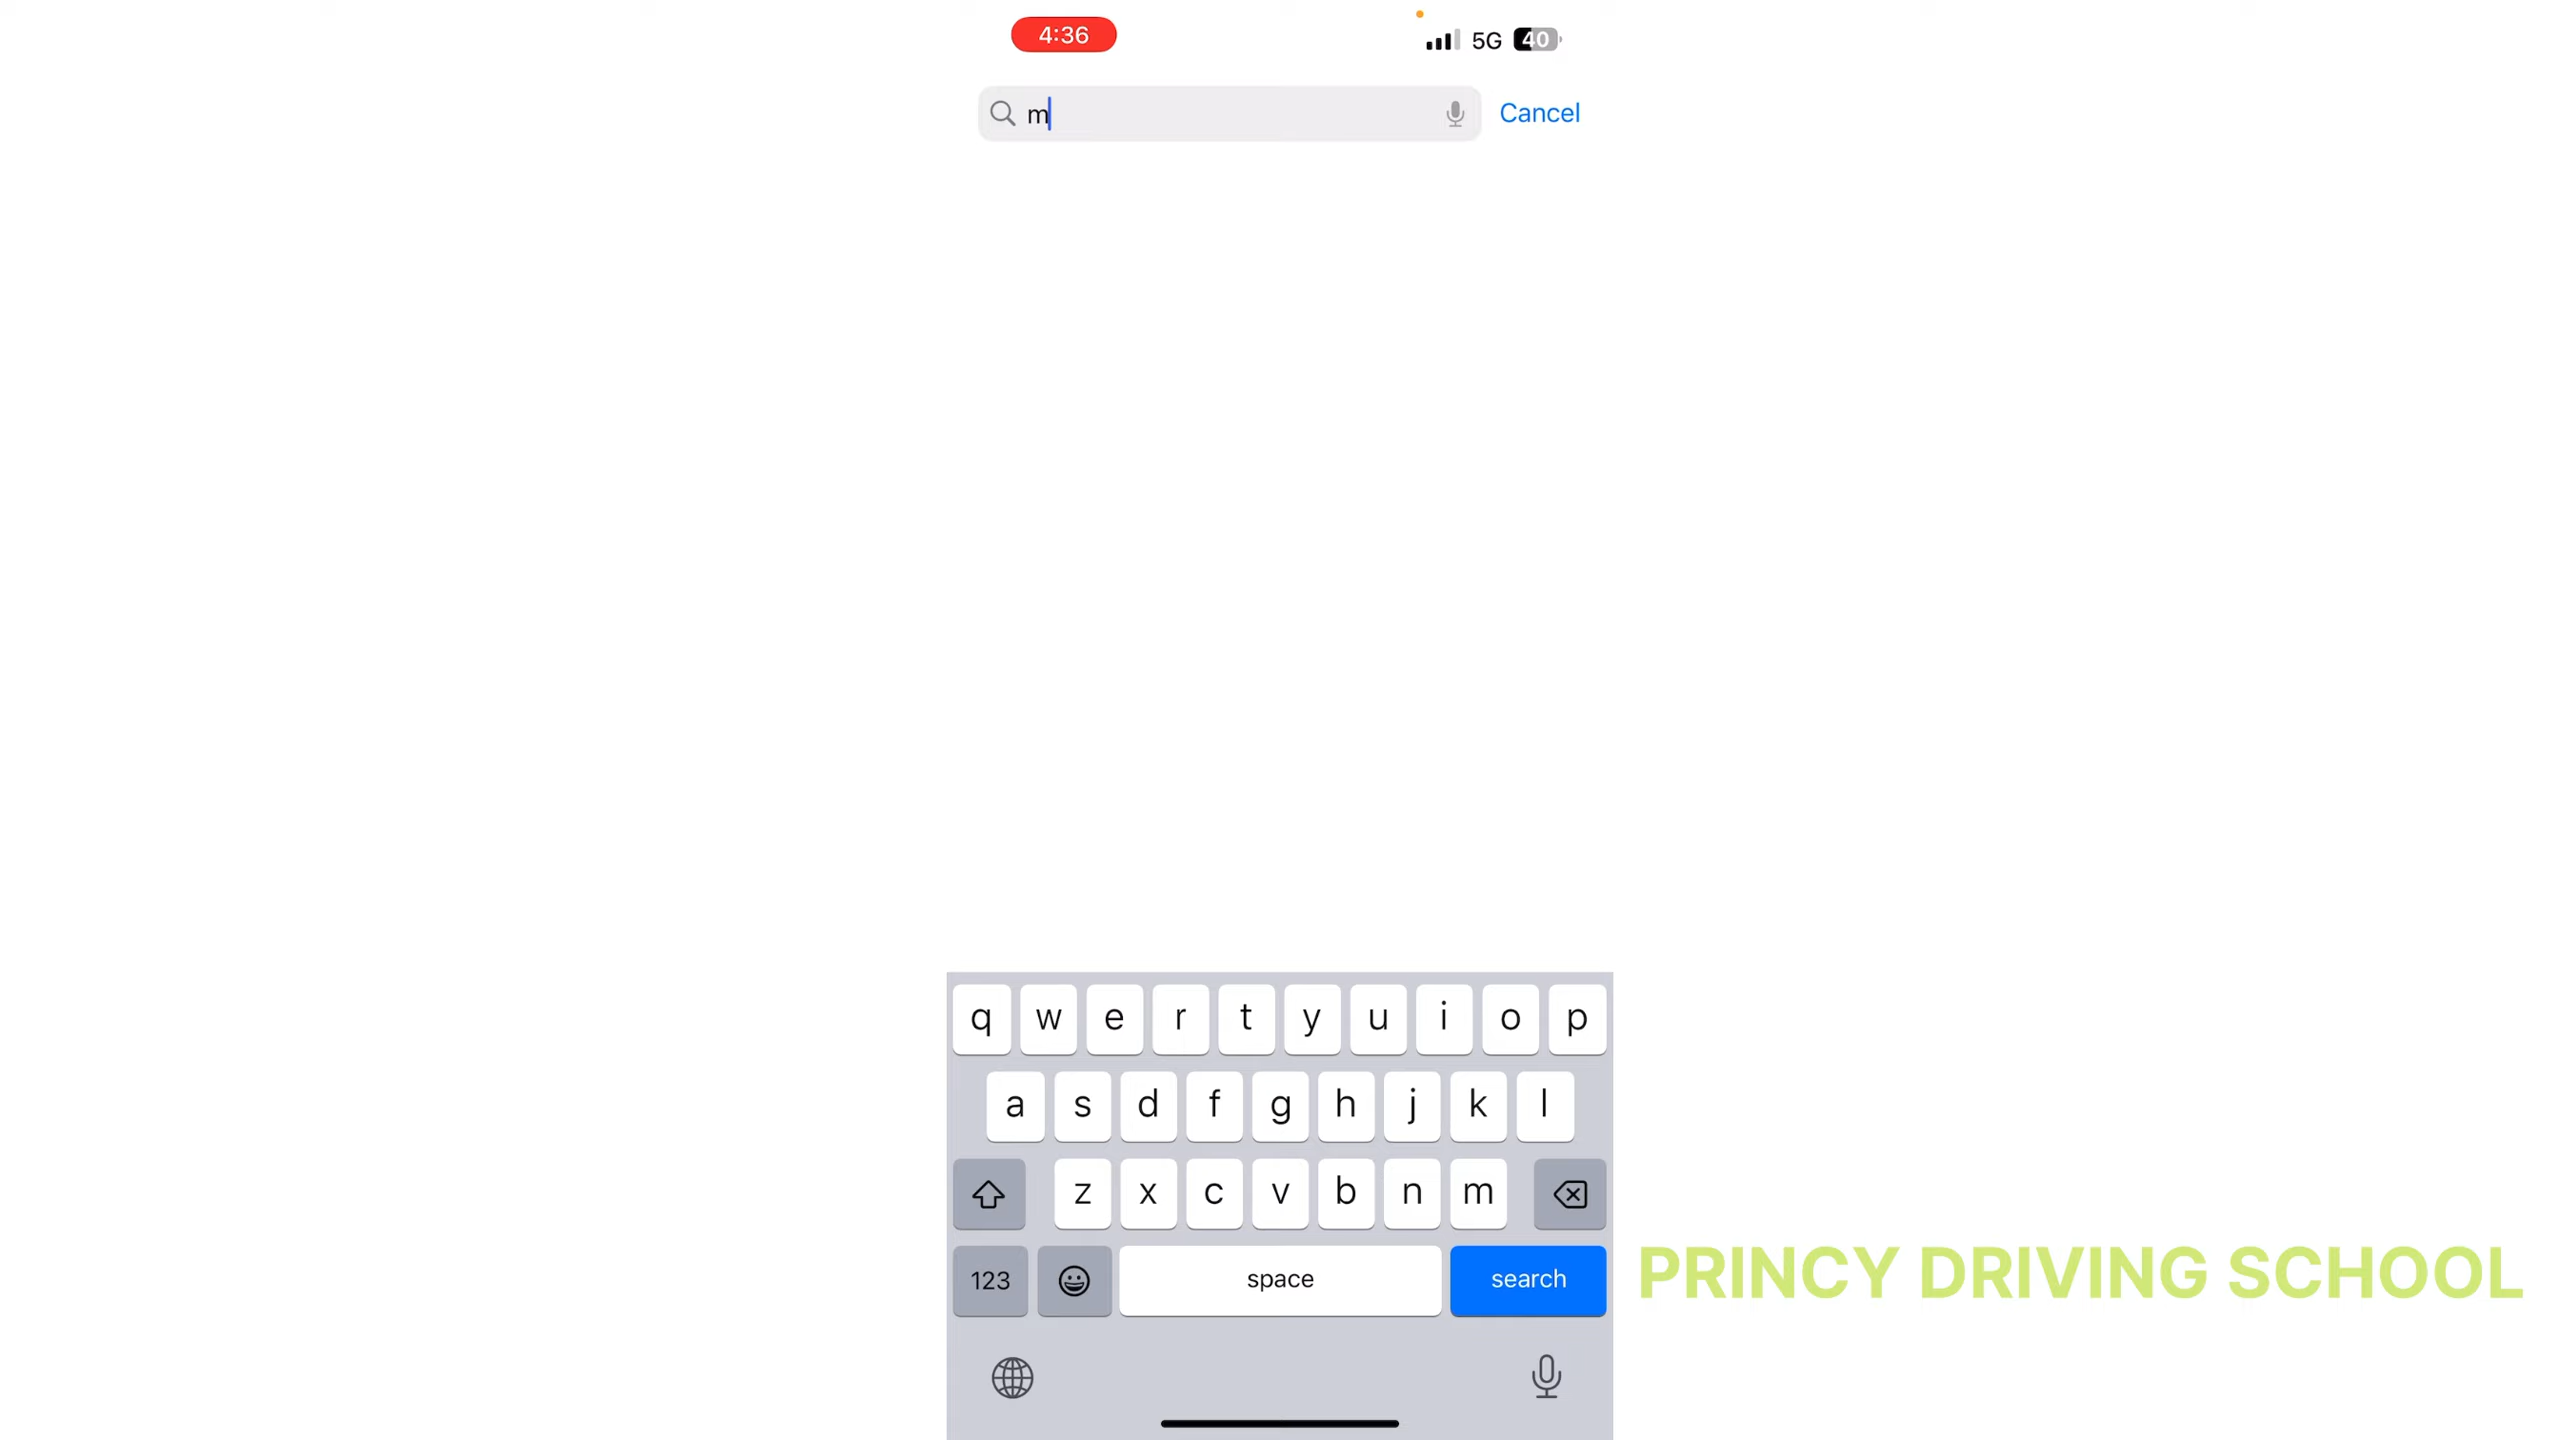 4:36
5G 40
m Cancel
q w e r t y u i o p
a s d f g h j k l
z x c v b n m
123 space search
PRINCY DRIVING SCHOOL